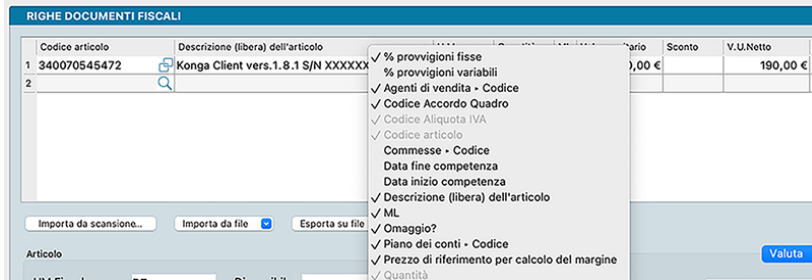 RIGHE DOCUMENTI FISCALI
Codice articolo Descrizione (libera) dell'articolo Sconto V.U.Netto
1 340070545472 Konga Client vers.1.8.1 S/N XXXXXX 0,00 € 190,00 €
2
✓ % provvigioni fisse
% provvigioni variabili
✓ Agenti di vendita ▸ Codice
✓ Codice Accordo Quadro
✓ Codice Aliquota IVA
✓ Codice articolo
Commesse ▸ Codice
Data fine competenza
Data inizio competenza
✓ Descrizione (libera) dell'articolo
✓ ML
✓ Omaggio?
✓ Piano dei conti ▸ Codice
✓ Prezzo di riferimento per calcolo del margine
✓ Quantità
Importa da scansione... Importa da file Esporta su file
Articolo Valuta